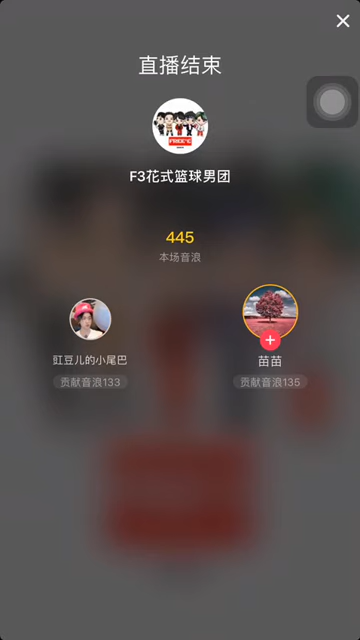 直播结束
F3花式篮球男团
445
本场音浪
豇豆儿的小尾巴
苗苗
贡献音浪133
贡献音浪135